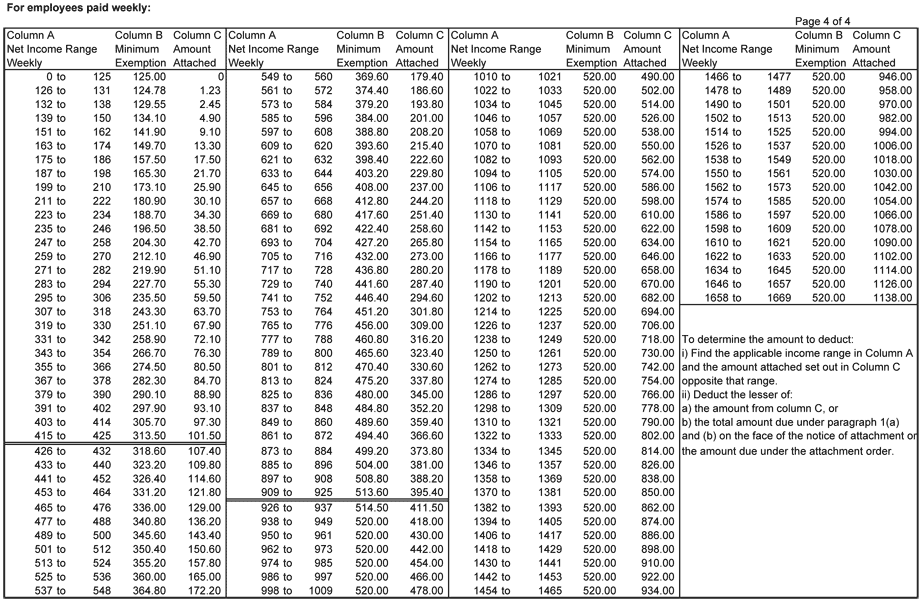 For employees paid weekly:
Page 4 of 4
Column A Column B Column C
Net Income Range Minimum Amount
Weekly Exemption Attached
0 to 125 125.00 0
126 to 131 124.78 1.23
132 to 138 129.55 2.45
139 to 150 134.10 4.90
151 to 162 141.90 9.10
163 to 174 149.70 13.30
175 to 186 157.50 17.50
187 to 198 165.30 21.70
199 to 210 173.10 25.90
211 to 222 180.90 30.10
223 to 234 188.70 34.30
235 to 246 196.50 38.50
247 to 258 204.30 42.70
259 to 270 212.10 46.90
271 to 282 219.90 51.10
283 to 294 227.70 55.30
295 to 306 235.50 59.50
307 to 318 243.30 63.70
319 to 330 251.10 67.90
331 to 342 258.90 72.10
343 to 354 266.70 76.30
355 to 366 274.50 80.50
367 to 378 282.30 84.70
379 to 390 290.10 88.90
391 to 402 297.90 93.10
403 to 414 305.70 97.30
415 to 425 313.50 101.50
426 to 432 318.60 107.40
433 to 440 323.20 109.80
441 to 452 326.40 114.60
453 to 464 331.20 121.80
465 to 476 336.00 129.00
477 to 488 340.80 136.20
489 to 500 345.60 143.40
501 to 512 350.40 150.60
513 to 524 355.20 157.80
525 to 536 360.00 165.00
537 to 548 364.80 172.20
Column A Column B Column C
Net Income Range Minimum Amount
Weekly Exemption Attached
549 to 560 369.60 179.40
561 to 572 374.40 186.60
573 to 584 379.20 193.80
585 to 596 384.00 201.00
597 to 608 388.80 208.20
609 to 620 393.60 215.40
621 to 632 398.40 222.60
633 to 644 403.20 229.80
645 to 656 408.00 237.00
657 to 668 412.80 244.20
669 to 680 417.60 251.40
681 to 692 422.40 258.60
693 to 704 427.20 265.80
705 to 716 432.00 273.00
717 to 728 436.80 280.20
729 to 740 441.60 287.40
741 to 752 446.40 294.60
753 to 764 451.20 301.80
765 to 776 456.00 309.00
777 to 788 460.80 316.20
789 to 800 465.60 323.40
801 to 812 470.40 330.60
813 to 824 475.20 337.80
825 to 836 480.00 345.00
837 to 848 484.80 352.20
849 to 860 489.60 359.40
861 to 872 494.40 366.60
873 to 884 499.20 373.80
885 to 896 504.00 381.00
897 to 908 508.80 388.20
909 to 925 513.60 395.40
926 to 937 514.50 411.50
938 to 949 520.00 418.00
950 to 961 520.00 430.00
962 to 973 520.00 442.00
974 to 985 520.00 454.00
986 to 997 520.00 466.00
998 to 1009 520.00 478.00
Column A Column B Column C
Net Income Range Minimum Amount
Weekly Exemption Attached
1010 to 1021 520.00 490.00
1022 to 1033 520.00 502.00
1034 to 1045 520.00 514.00
1046 to 1057 520.00 526.00
1058 to 1069 520.00 538.00
1070 to 1081 520.00 550.00
1082 to 1093 520.00 562.00
1094 to 1105 520.00 574.00
1106 to 1117 520.00 586.00
1118 to 1129 520.00 598.00
1130 to 1141 520.00 610.00
1142 to 1153 520.00 622.00
1154 to 1165 520.00 634.00
1166 to 1177 520.00 646.00
1178 to 1189 520.00 658.00
1190 to 1201 520.00 670.00
1202 to 1213 520.00 682.00
1214 to 1225 520.00 694.00
1226 to 1237 520.00 706.00
1238 to 1249 520.00 718.00
1250 to 1261 520.00 730.00
1262 to 1273 520.00 742.00
1274 to 1285 520.00 754.00
1286 to 1297 520.00 766.00
1298 to 1309 520.00 778.00
1310 to 1321 520.00 790.00
1322 to 1333 520.00 802.00
1334 to 1345 520.00 814.00
1346 to 1357 520.00 826.00
1358 to 1369 520.00 838.00
1370 to 1381 520.00 850.00
1382 to 1393 520.00 862.00
1394 to 1405 520.00 874.00
1406 to 1417 520.00 886.00
1418 to 1429 520.00 898.00
1430 to 1441 520.00 910.00
1442 to 1453 520.00 922.00
1454 to 1465 520.00 934.00
Column A Column B Column C
Net Income Range Minimum Amount
Weekly Exemption Attached
1466 to 1477 520.00 946.00
1478 to 1489 520.00 958.00
1490 to 1501 520.00 970.00
1502 to 1513 520.00 982.00
1514 to 1525 520.00 994.00
1526 to 1537 520.00 1006.00
1538 to 1549 520.00 1018.00
1550 to 1561 520.00 1030.00
1562 to 1573 520.00 1042.00
1574 to 1585 520.00 1054.00
1586 to 1597 520.00 1066.00
1598 to 1609 520.00 1078.00
1610 to 1621 520.00 1090.00
1622 to 1633 520.00 1102.00
1634 to 1645 520.00 1114.00
1646 to 1657 520.00 1126.00
1658 to 1669 520.00 1138.00
To determine the amount to deduct:
i) Find the applicable income range in Column A
and the amount attached set out in Column C
opposite that range.
ii) Deduct the lesser of:
a) the amount from column C, or
b) the total amount due under paragraph 1(a)
and (b) on the face of the notice of attachment or
the amount due under the attachment order.